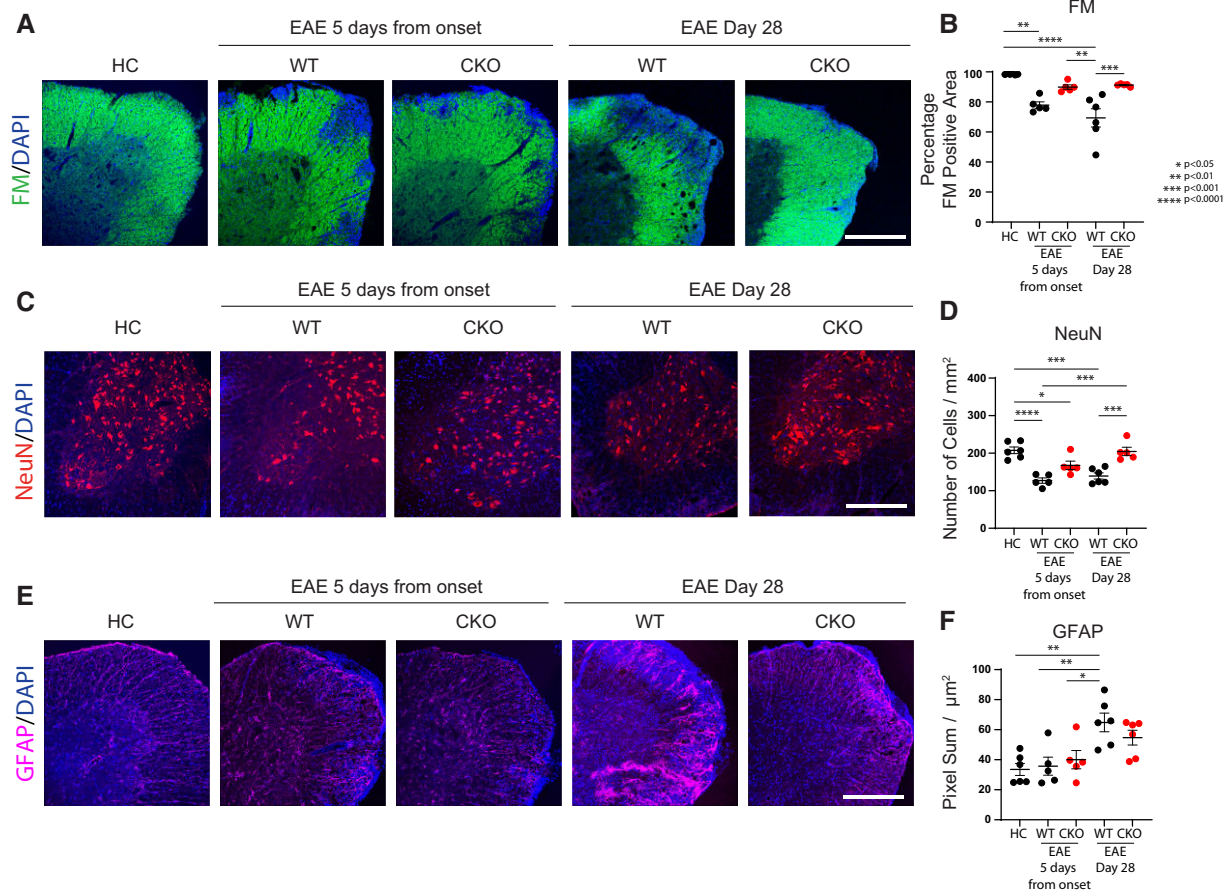 A
EAE 5 days from onset
EAE Day 28
HC
WT
CKO
WT
CKO
FM/DAPI
B
FM
**
****
**
***
Percentage
FM Positive Area
100
80
60
40
20
0
HC
WT CKO
WT CKO
EAE
EAE
5 days
Day 28
from onset
* p<0.05
** p<0.01
*** p<0.001
**** p<0.0001
C
EAE 5 days from onset
EAE Day 28
HC
WT
CKO
WT
CKO
NeuN/DAPI
D
NeuN
***
***
*
****
***
Number of Cells / mm²
400
300
200
100
0
HC
WT CKO
WT CKO
EAE
EAE
5 days
Day 28
from onset
E
EAE 5 days from onset
EAE Day 28
HC
WT
CKO
WT
CKO
GFAP/DAPI
F
GFAP
**
**
*
Pixel Sum / µm²
100
80
60
40
20
0
HC
WT CKO
WT CKO
EAE
EAE
5 days
Day 28
from onset